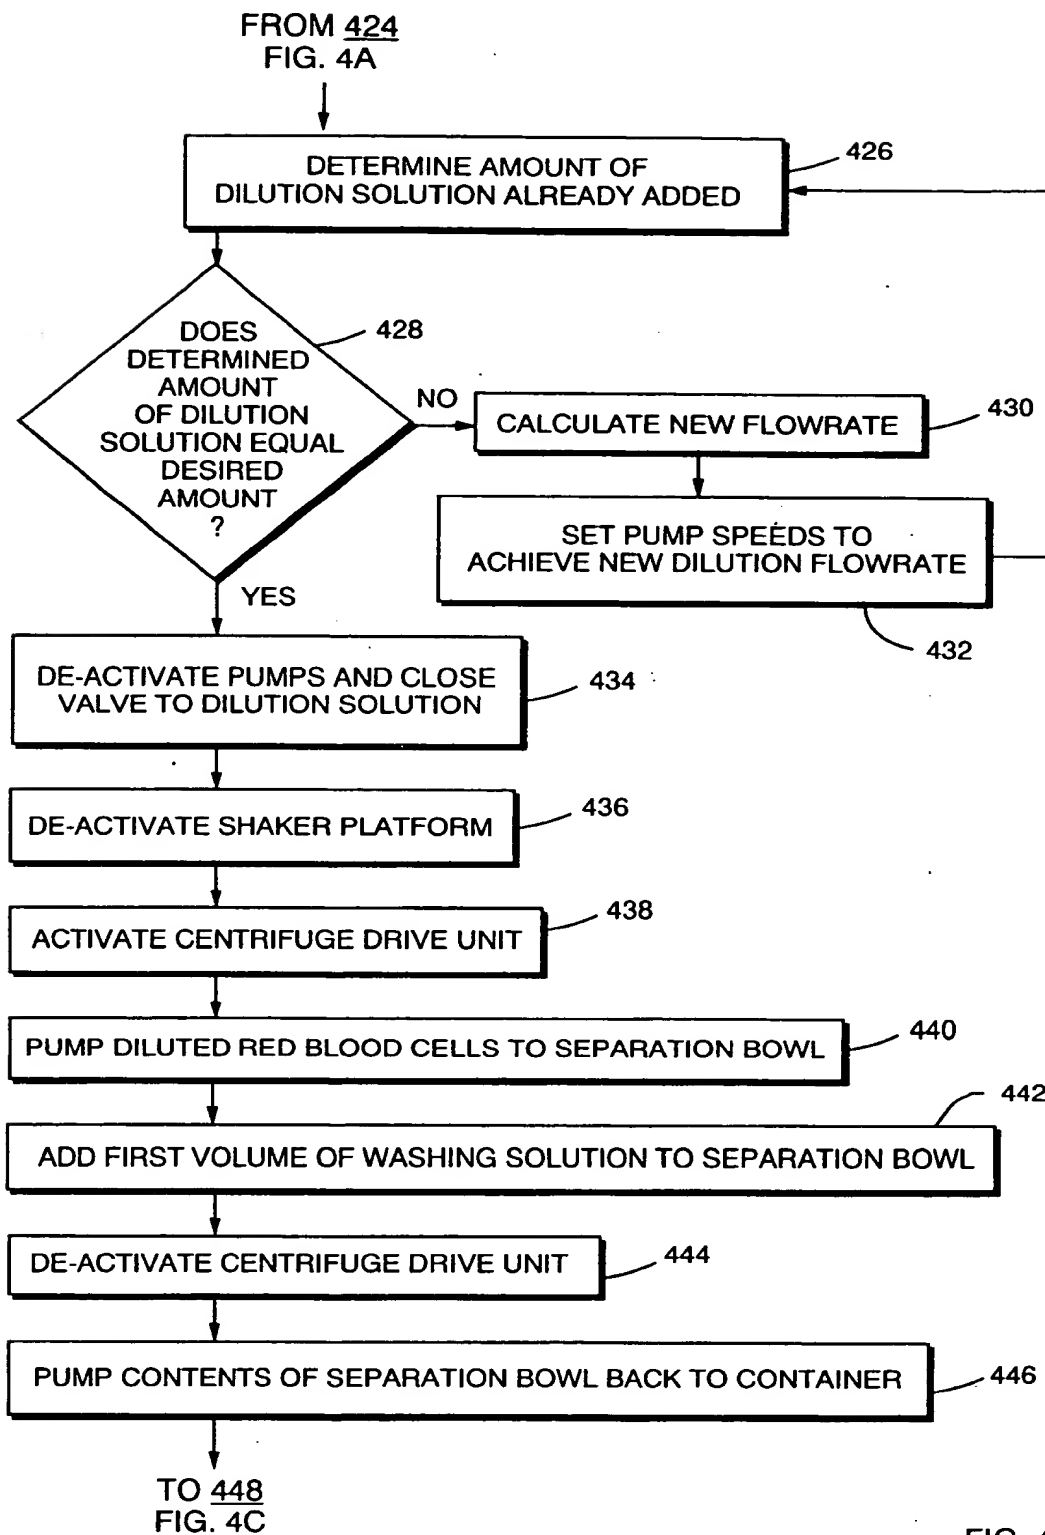 FROM 424
FIG. 4A
DETERMINE AMOUNT OF
DILUTION SOLUTION ALREADY ADDED
426
DOES
DETERMINED
AMOUNT
OF DILUTION
SOLUTION EQUAL
DESIRED
AMOUNT
?
428
NO
CALCULATE NEW FLOWRATE
430
SET PUMP SPEEDS TO
ACHIEVE NEW DILUTION FLOWRATE
432
YES
DE-ACTIVATE PUMPS AND CLOSE
VALVE TO DILUTION SOLUTION
434
DE-ACTIVATE SHAKER PLATFORM
436
ACTIVATE CENTRIFUGE DRIVE UNIT
438
PUMP DILUTED RED BLOOD CELLS TO SEPARATION BOWL
440
ADD FIRST VOLUME OF WASHING SOLUTION TO SEPARATION BOWL
442
DE-ACTIVATE CENTRIFUGE DRIVE UNIT
444
PUMP CONTENTS OF SEPARATION BOWL BACK TO CONTAINER
446
TO 448
FIG. 4C